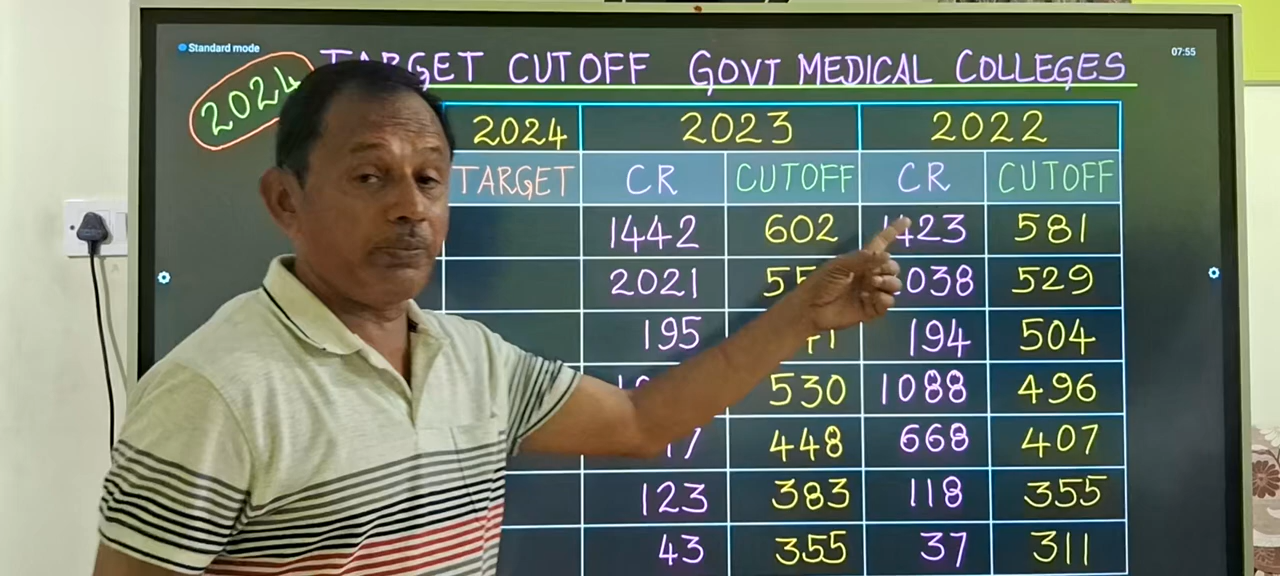 Standard mode
07:55
2024
TARGET CUTOFF GOVT MEDICAL COLLEGES
2024 2023 2022
TARGET CR CUTOFF CR CUTOFF
1442 602 1423 581
2021 529
195 194 504
530 1088 496
448 668 407
123 383 118 355
43 355 37 311